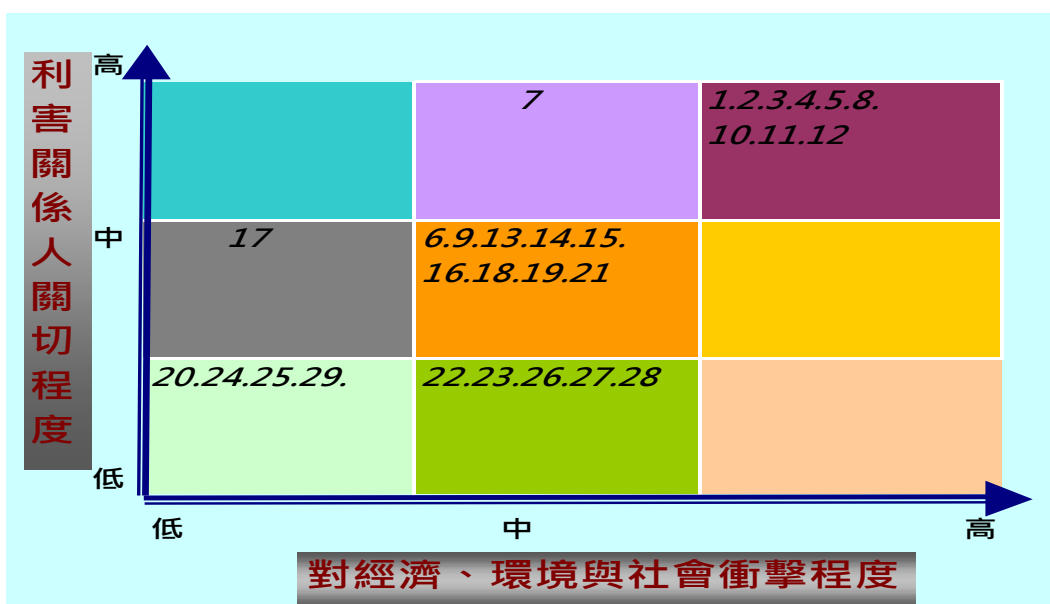 利害關係人關切程度
高
7
1.2.3.4.5.8.
10.11.12
中
17
6.9.13.14.15.
16.18.19.21
20.24.25.29.
22.23.26.27.28
低
低
中
高
對經濟、環境與社會衝擊程度